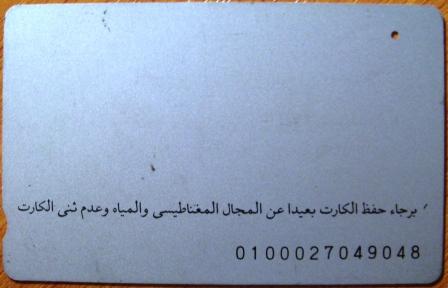 برجاء حفظ الكارت بعيدا عن المجال المغناطيسى والمياه وعدم ثنى الكارت
0100027049048